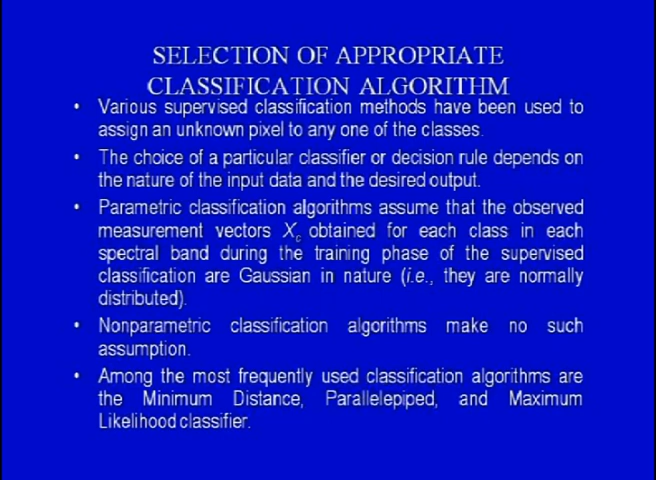 SELECTION OF APPROPRIATE
CLASSIFICATION ALGORITHM
• Various supervised classification methods have been used to
assign an unknown pixel to any one of the classes.
• The choice of a particular classifier or decision rule depends on
the nature of the input data and the desired output.
• Parametric classification algorithms assume that the observed
measurement vectors Xc obtained for each class in each
spectral band during the training phase of the supervised
classification are Gaussian in nature (i.e., they are normally
distributed).
• Nonparametric classification algorithms make no such
assumption.
• Among the most frequently used classification algorithms are
the Minimum Distance, Parallelepiped, and Maximum
Likelihood classifier.